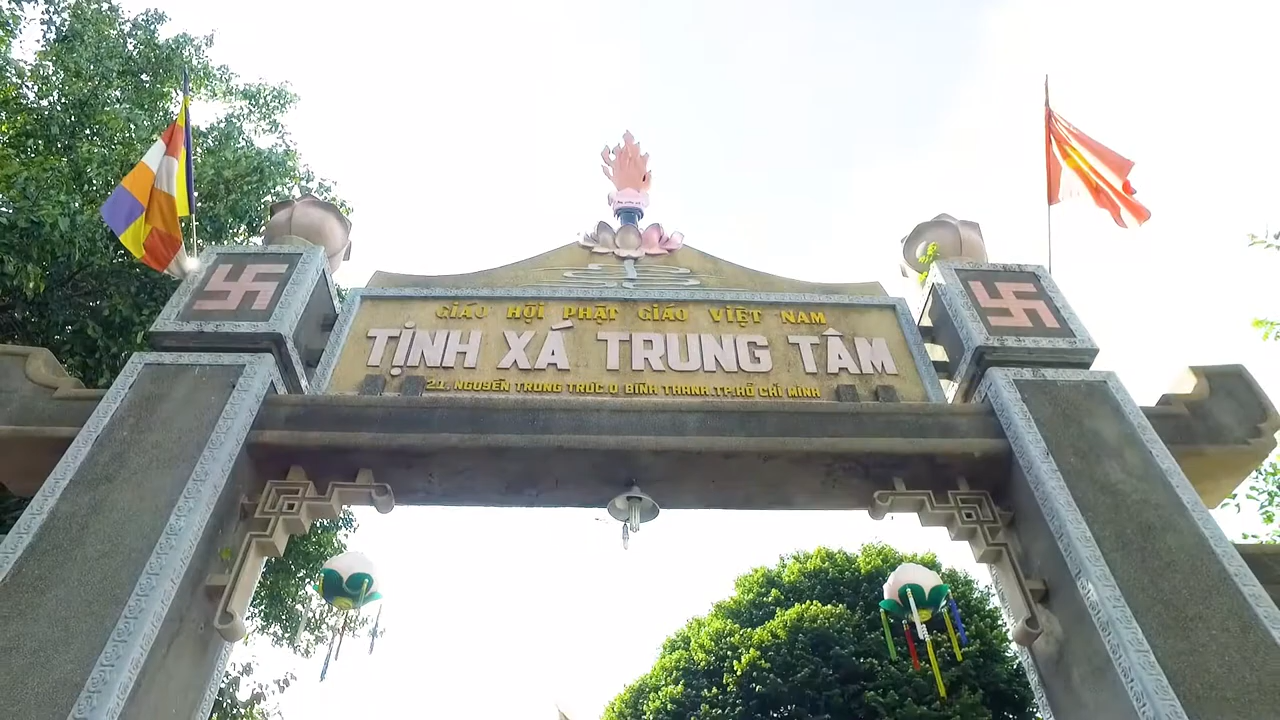 GIÁO HỘI PHẬT GIÁO VIỆT NAM
TỊNH XÁ TRUNG TÂM
21, NGUYỄN TRUNG TRỰC.Q BÌNH THẠNH.TP.HỒ CHÍ MINH